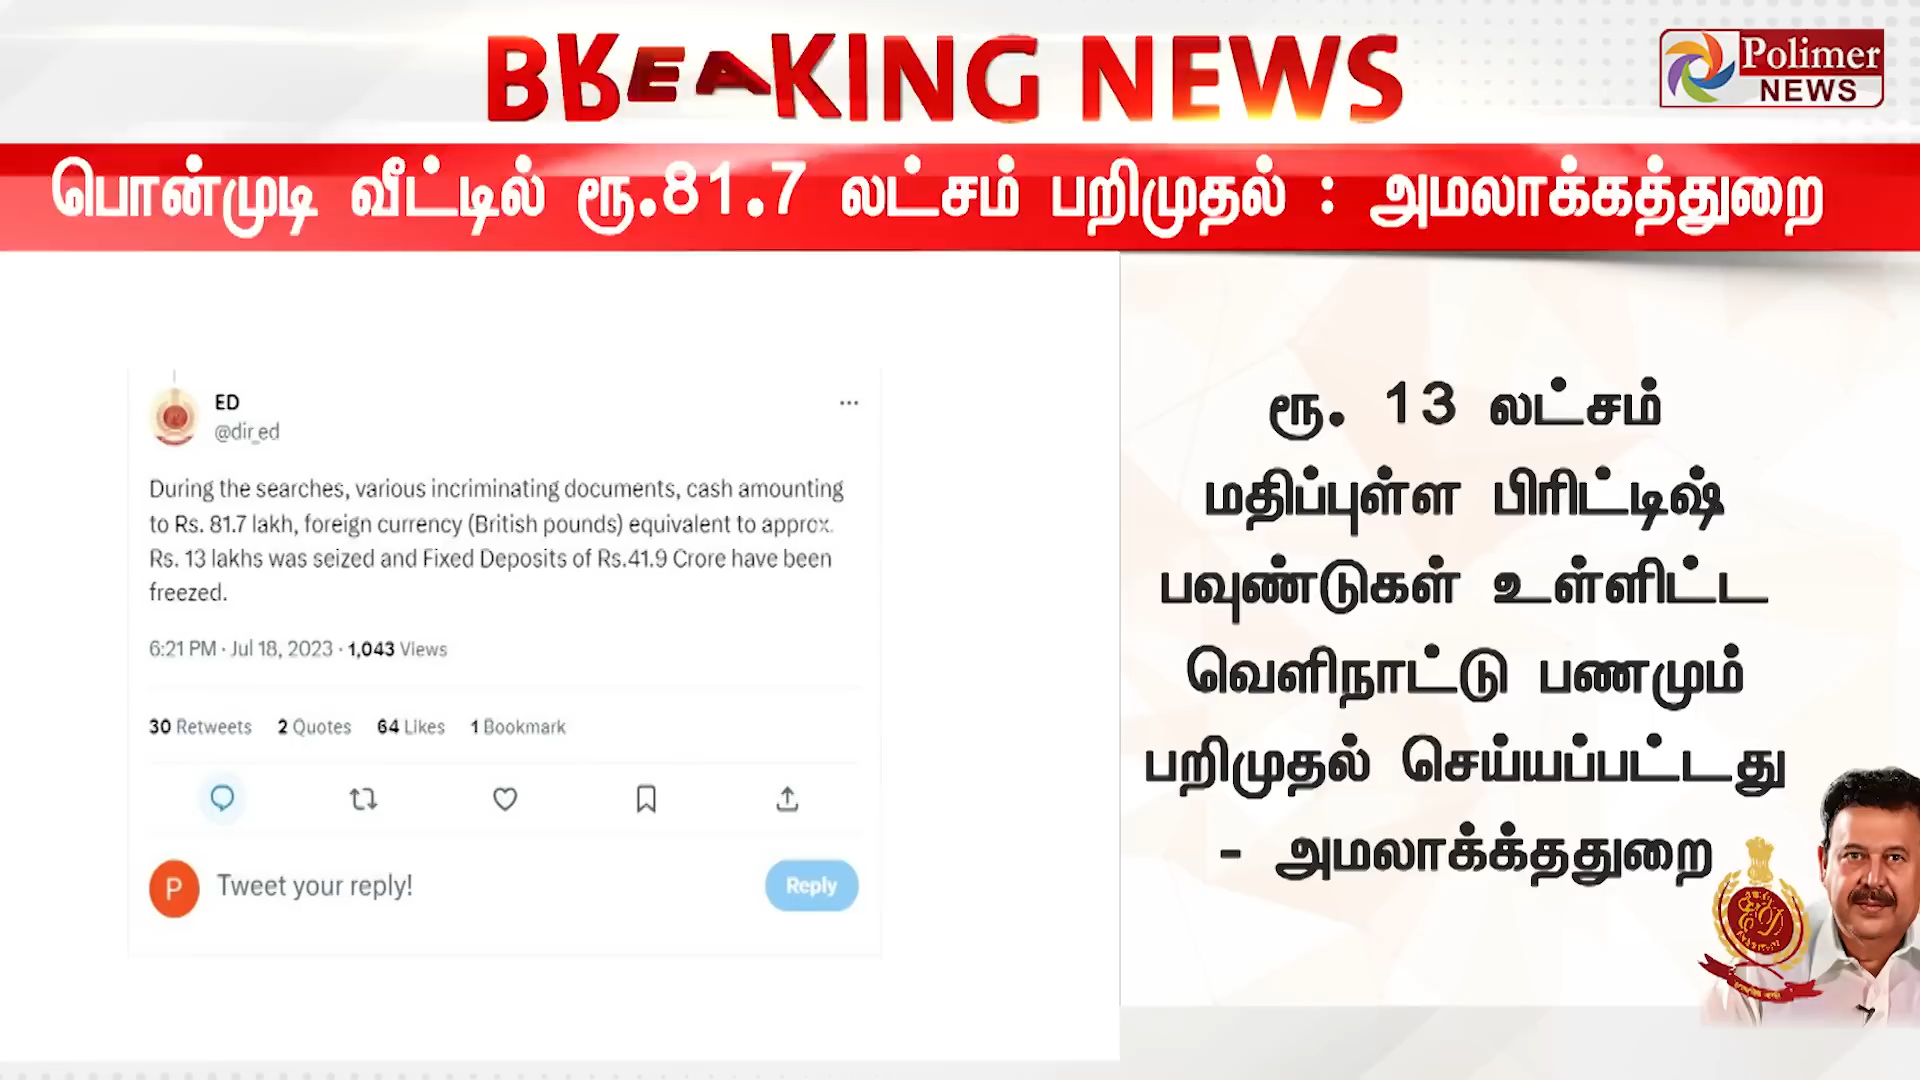 BREAKING NEWS
Polimer
NEWS
பொன்முடி வீட்டில் ரூ.81.7 லட்சம் பறிமுதல் : அமலாக்கத்துறை
ED
@dir_ed
During the searches, various incriminating documents, cash amounting
to Rs. 81.7 lakh, foreign currency (British pounds) equivalent to approx.
Rs. 13 lakhs was seized and Fixed Deposits of Rs.41.9 Crore have been
freezed.
6:21 PM · Jul 18, 2023 · 1,043 Views
30 Retweets 2 Quotes 64 Likes 1 Bookmark
P
Tweet your reply!
Reply
ரூ. 13 லட்சம்
மதிப்புள்ள பிரிட்டிஷ்
பவுண்டுகள் உள்ளிட்ட
வெளிநாட்டு பணமும்
பறிமுதல் செய்யப்பட்டது
- அமலாக்க்ததுறை